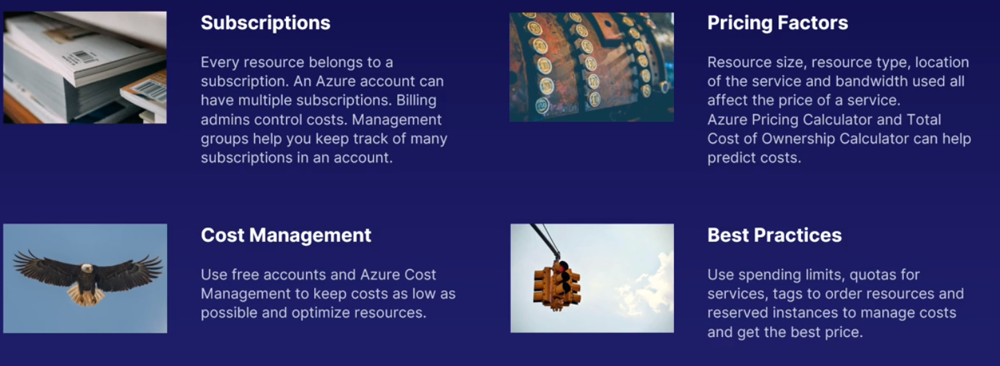 Subscriptions
Every resource belongs to a
subscription. An Azure account can
have multiple subscriptions. Billing
admins control costs. Management
groups help you keep track of many
subscriptions in an account.
Pricing Factors
Resource size, resource type, location
of the service and bandwidth used all
affect the price of a service.
Azure Pricing Calculator and Total
Cost of Ownership Calculator can help
predict costs.
Cost Management
Use free accounts and Azure Cost
Management to keep costs as low as
possible and optimize resources.
Best Practices
Use spending limits, quotas for
services, tags to order resources and
reserved instances to manage costs
and get the best price.